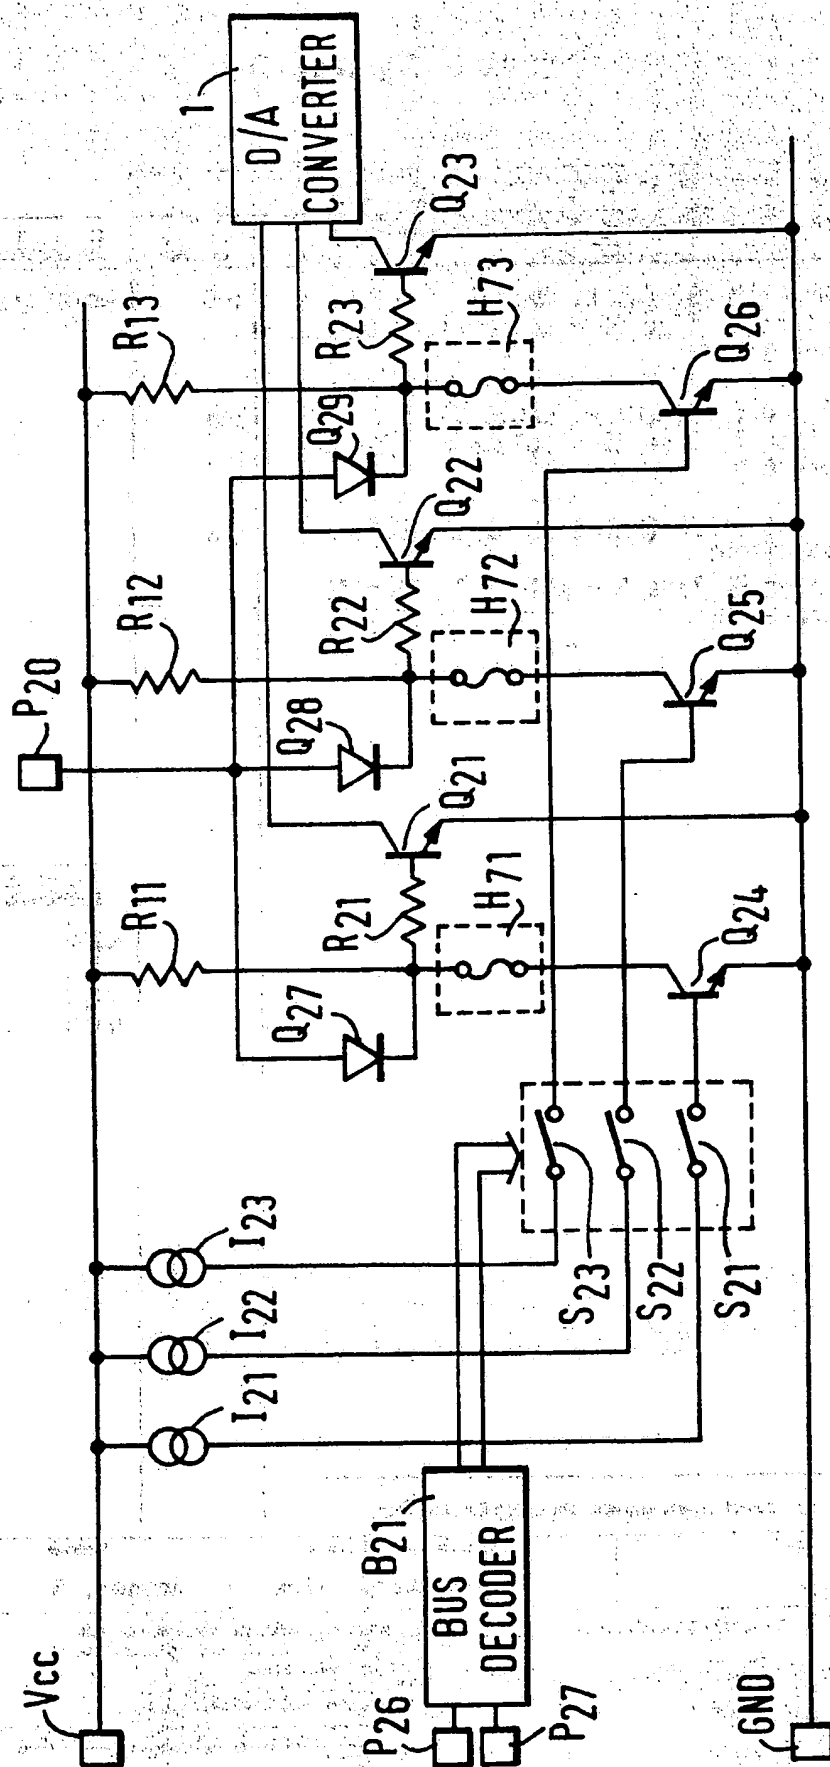 1
D/A
CONVERTER
R13
R23
Q23
Q29
H73
Q26
R12
R22
Q22
P20
Q28
H72
Q25
R11
R21
Q21
Q27
H71
Q24
I23
I22
I21
S23
S22
S21
B21
BUS
DECODER
Vcc
P26
P27
GND